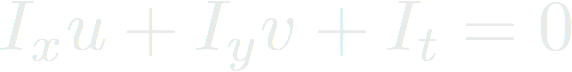 I_x u + I_y v + I_t = 0